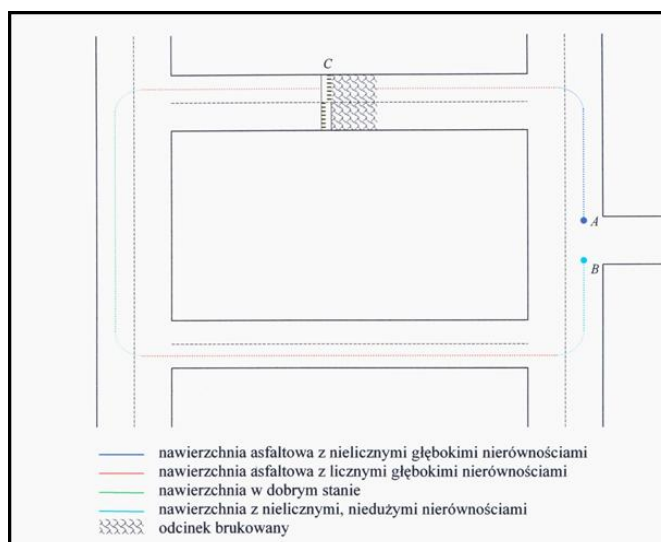 C
A
B
nawierzchnia asfaltowa z nielicznymi głębokimi nierównościami
nawierzchnia asfaltowa z licznymi głębokimi nierównościami
nawierzchnia w dobrym stanie
nawierzchnia z nielicznymi, niedużymi nierównościami
odcinek brukowany